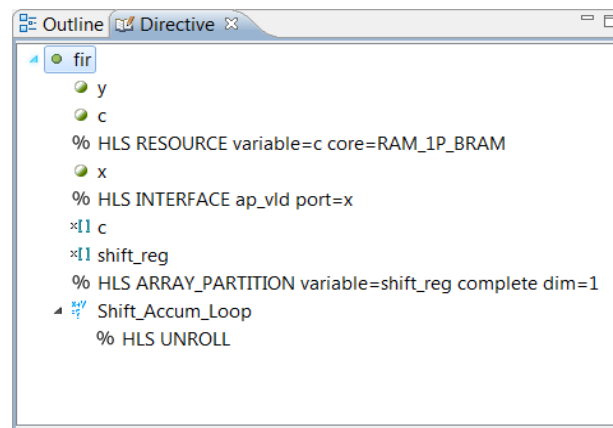 Outline Directive
fir
y
c
% HLS RESOURCE variable=c core=RAM_1P_BRAM
x
% HLS INTERFACE ap_vld port=x
x[] c
x[] shift_reg
% HLS ARRAY_PARTITION variable=shift_reg complete dim=1
Shift_Accum_Loop
% HLS UNROLL